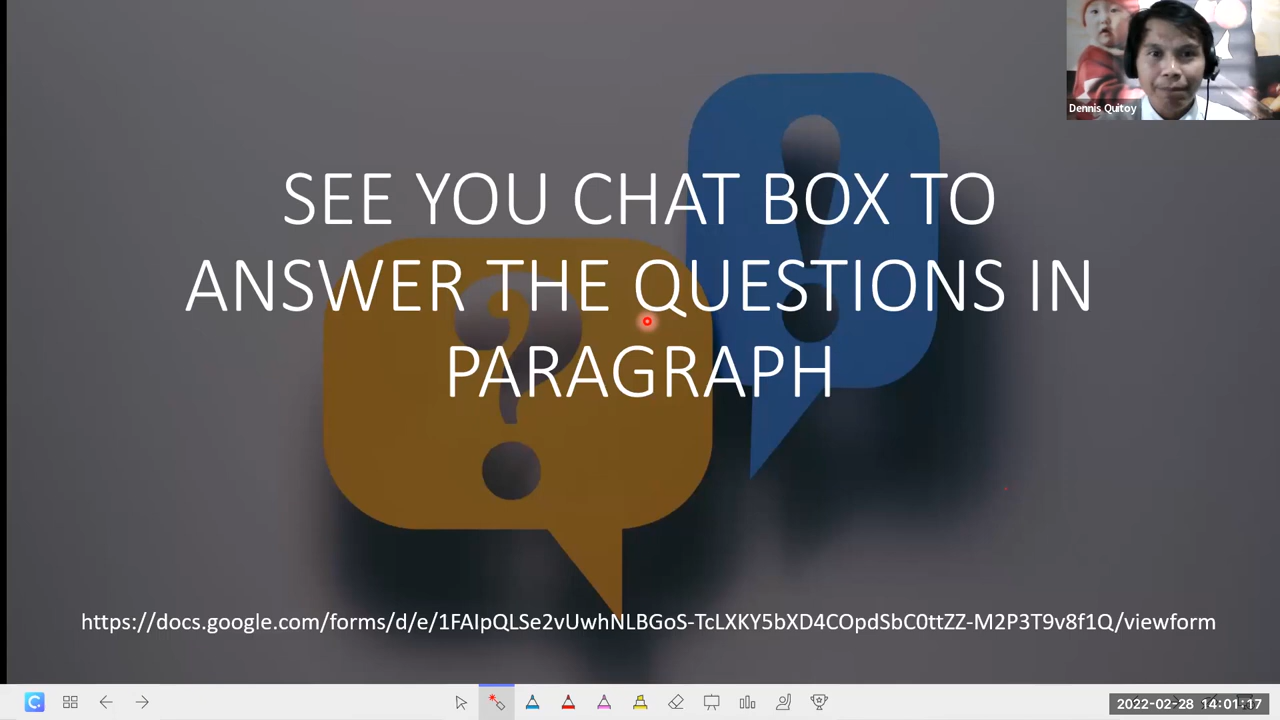 Dennis Quitoy
SEE YOU CHAT BOX TO
ANSWER THE QUESTIONS IN
PARAGRAPH
https://docs.google.com/forms/d/e/1FAIpQLSe2vUwhNLBGoS-TcLXKY5bXD4COpdSbC0ttZZ-M2P3T9v8f1Q/viewform
2022-02-28 14:01:17